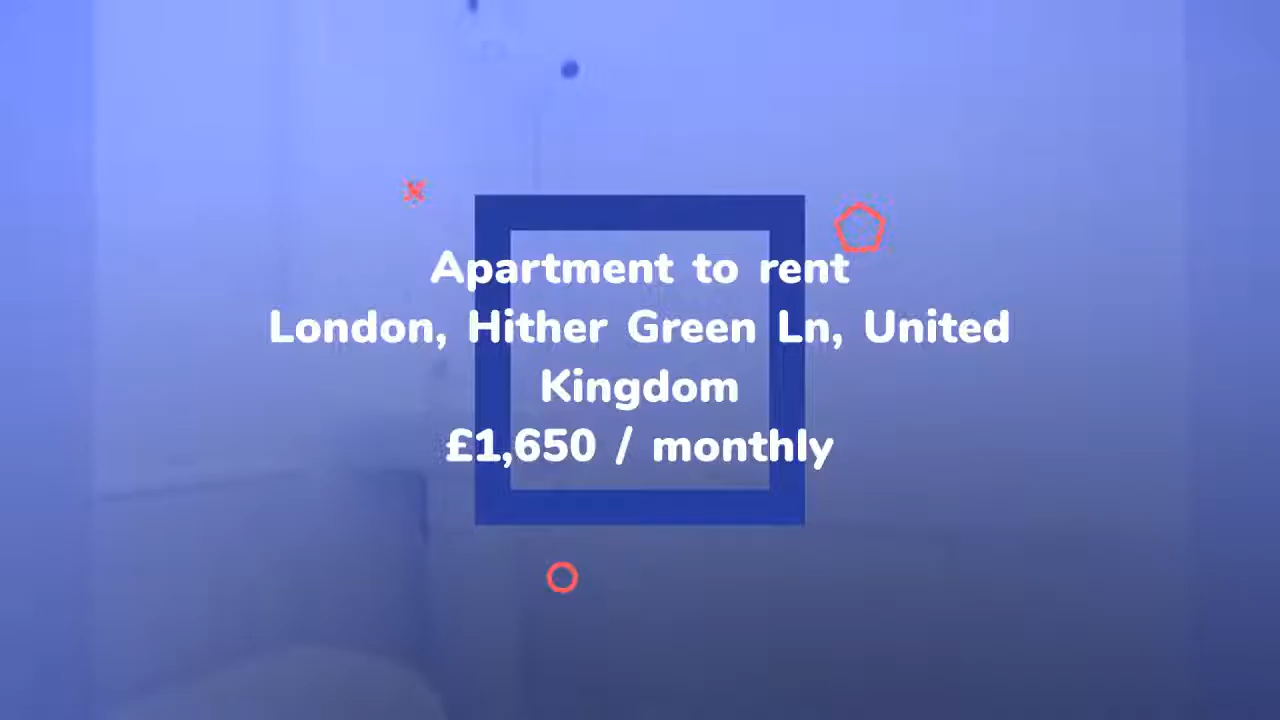 Apartment to rent
London, Hither Green Ln, United
Kingdom
£1,650 / monthly